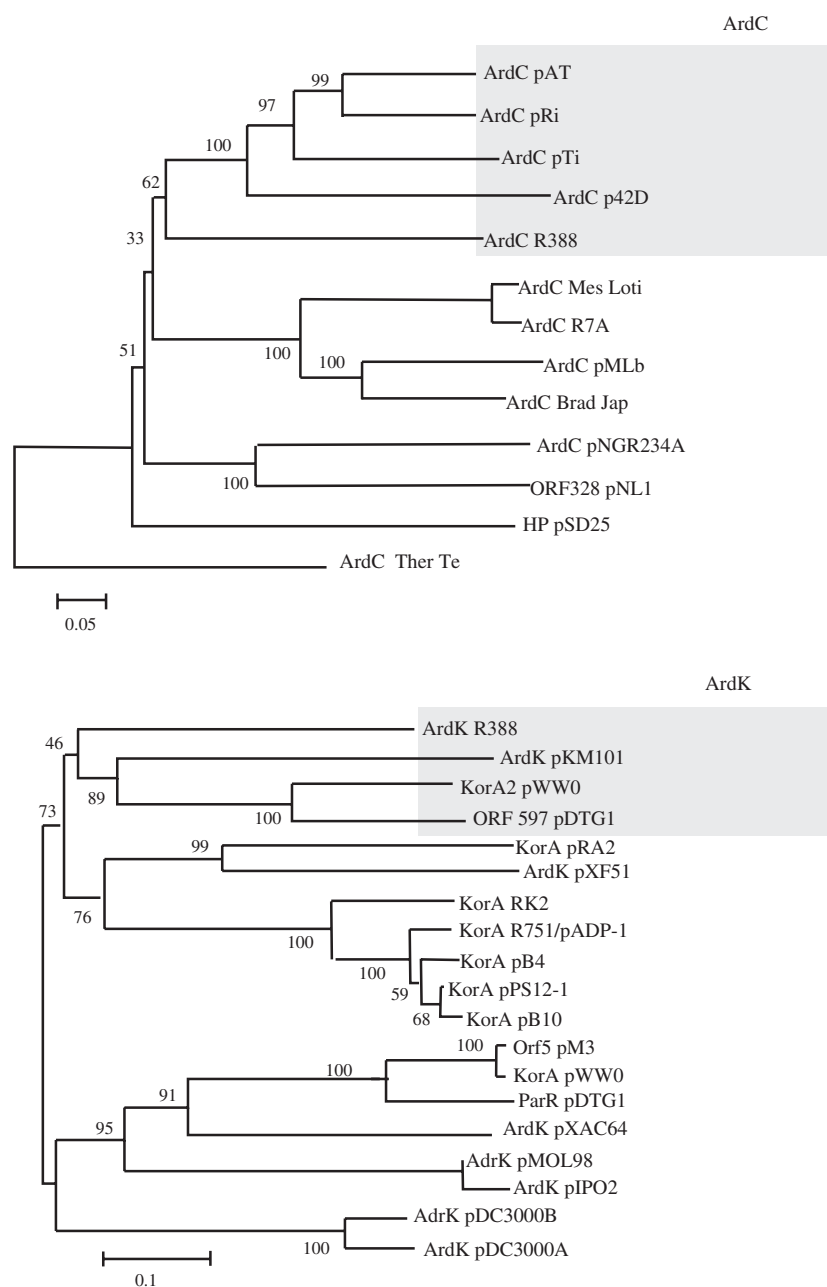 ArdC
ArdC pAT
99
ArdC pRi
97
100
ArdC pTi
62
ArdC p42D
33
ArdC R388
ArdC Mes Loti
ArdC R7A
51
100
100
ArdC pMLb
ArdC Brad Jap
ArdC pNGR234A
100
ORF328 pNL1
HP pSD25
ArdC Ther Te
0.05
ArdK
ArdK R388
46
ArdK pKM101
89
KorA2 pWW0
73
100
ORF 597 pDTG1
99
KorA pRA2
ArdK pXF51
76
KorA RK2
100
KorA R751/pADP-1
100
KorA pB4
59
KorA pPS12-1
68
KorA pB10
100
Orf5 pM3
100
KorA pWW0
91
ParR pDTG1
95
ArdK pXAC64
AdrK pMOL98
ArdK pIPO2
AdrK pDC3000B
100
ArdK pDC3000A
0.1